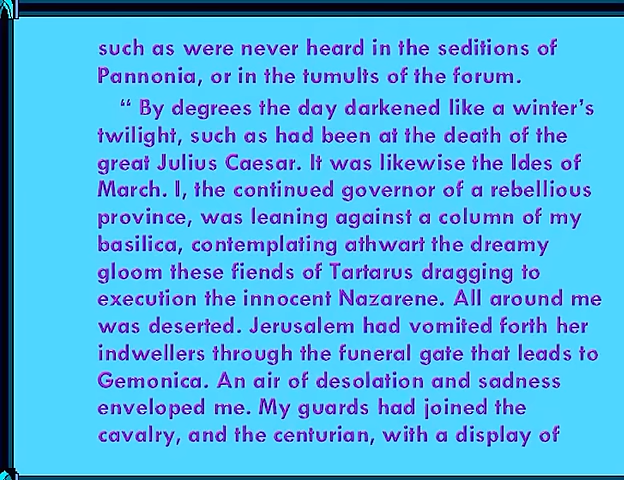 such as were never heard in the seditions of
Pannonia, or in the tumults of the forum.
“ By degrees the day darkened like a winter’s
twilight, such as had been at the death of the
great Julius Caesar. It was likewise the Ides of
March. I, the continued governor of a rebellious
province, was leaning against a column of my
basilica, contemplating athwart the dreamy
gloom these fiends of Tartarus dragging to
execution the innocent Nazarene. All around me
was deserted. Jerusalem had vomited forth her
indwellers through the funeral gate that leads to
Gemonica. An air of desolation and sadness
enveloped me. My guards had joined the
cavalry, and the centurian, with a display of